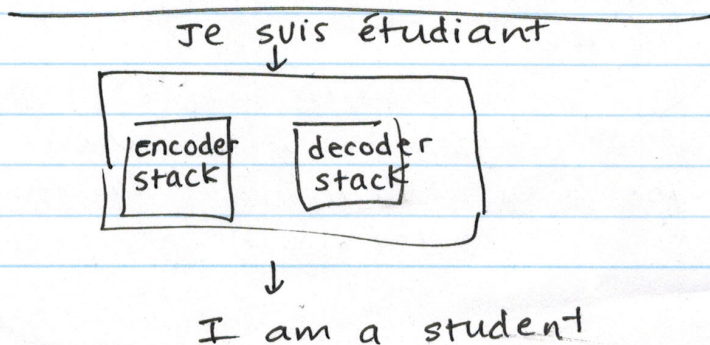 Je suis étudiant
↓
encoder
stack
decoder
stack
↓
I am a student